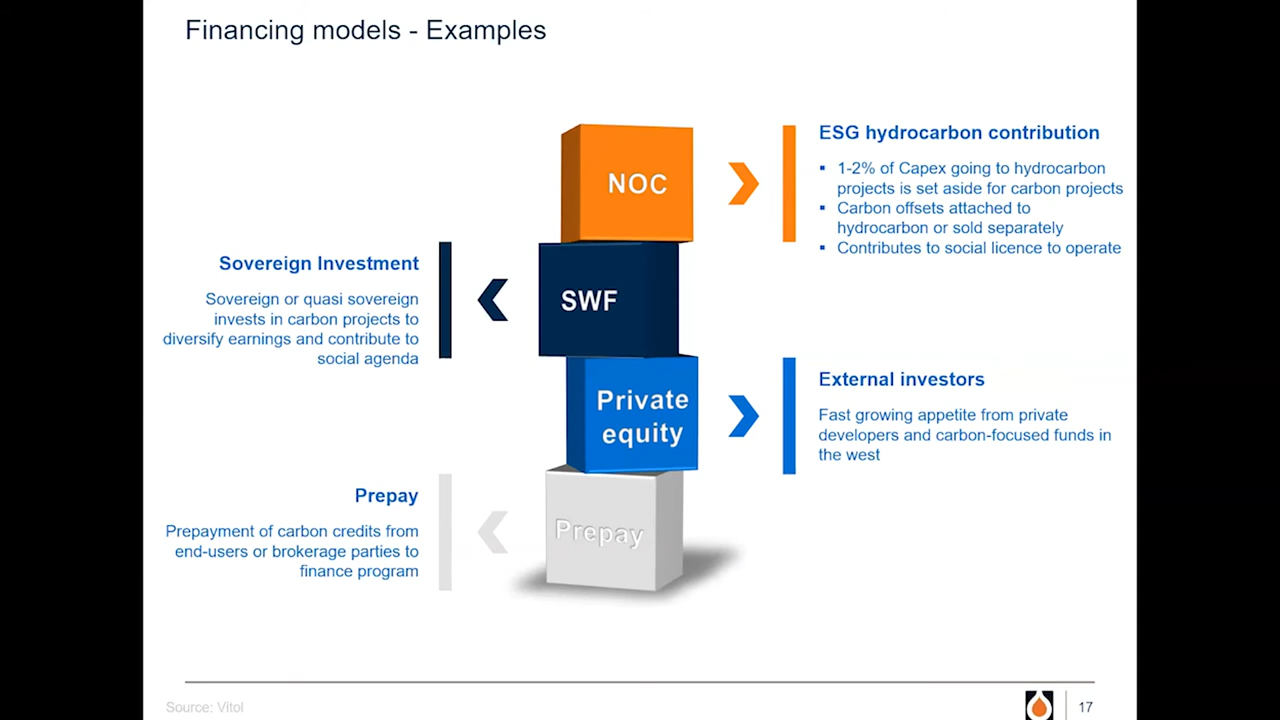 Financing models - Examples
NOC
ESG hydrocarbon contribution
▪ 1-2% of Capex going to hydrocarbon
projects is set aside for carbon projects
▪ Carbon offsets attached to
hydrocarbon or sold separately
▪ Contributes to social licence to operate
Sovereign Investment
Sovereign or quasi sovereign
invests in carbon projects to
diversify earnings and contribute to
social agenda
SWF
Private
equity
External investors
Fast growing appetite from private
developers and carbon-focused funds in
the west
Prepay
Prepayment of carbon credits from
end-users or brokerage parties to
finance program
Prepay
Source: Vitol
17